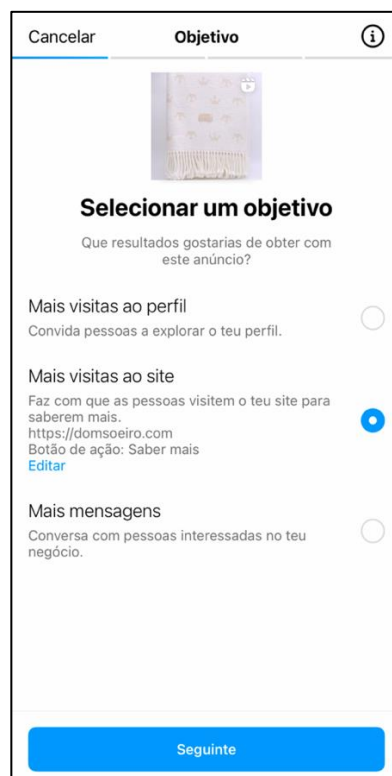 Cancelar
Objetivo
Selecionar um objetivo
Que resultados gostarias de obter com
este anúncio?
Mais visitas ao perfil
Convida pessoas a explorar o teu perfil.
Mais visitas ao site
Faz com que as pessoas visitem o teu site para
saberem mais.
https://domsoeiro.com
Botão de ação: Saber mais
Editar
Mais mensagens
Conversa com pessoas interessadas no teu
negócio.
Seguinte